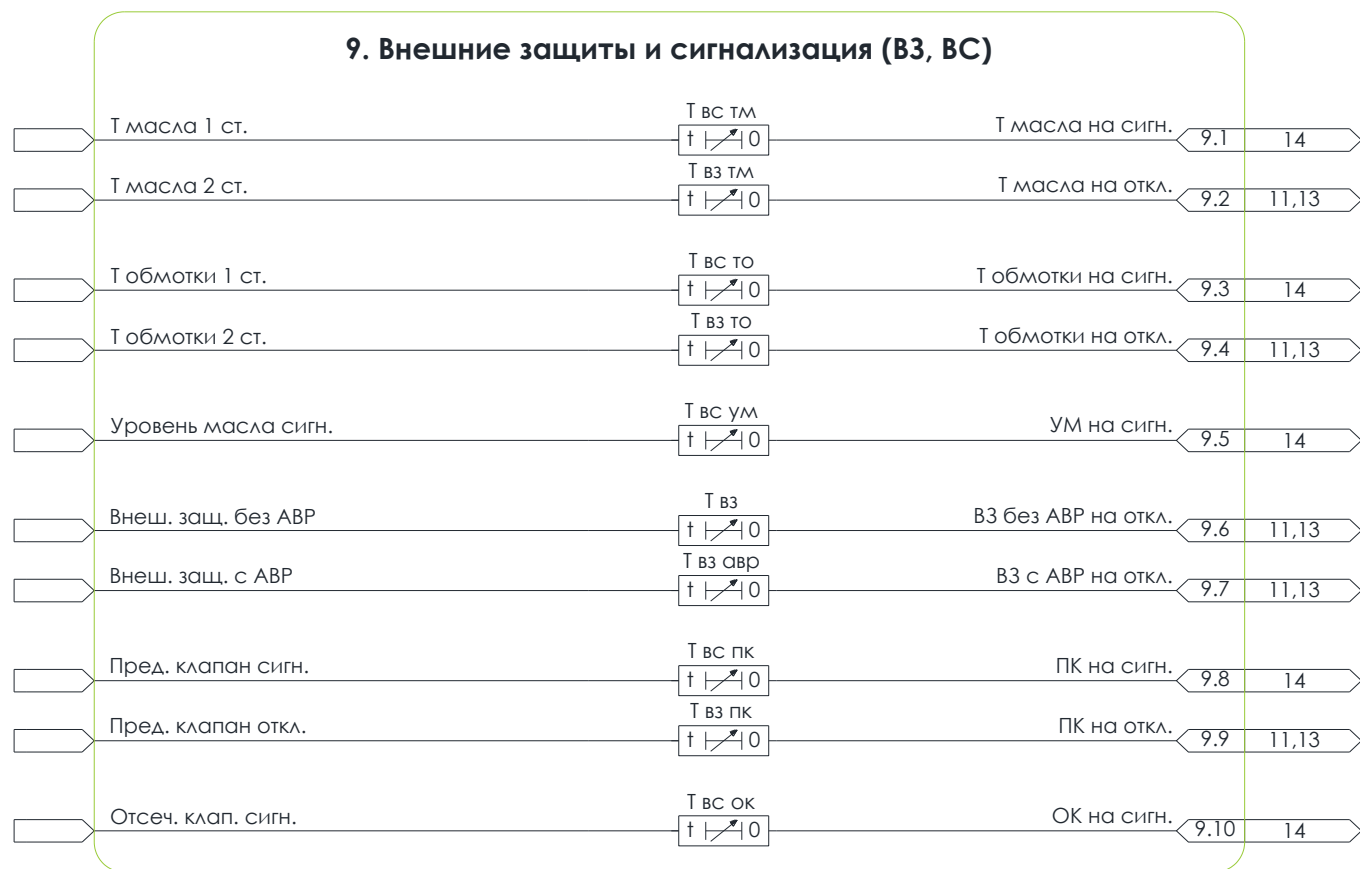 9. Внешние защиты и сигнализация (ВЗ, ВС)
Т масла 1 ст. Т вс тм t 0 Т масла на сигн. 9.1 14
Т масла 2 ст. Т вз тм t 0 Т масла на откл. 9.2 11,13
Т обмотки 1 ст. Т вс то t 0 Т обмотки на сигн. 9.3 14
Т обмотки 2 ст. Т вз то t 0 Т обмотки на откл. 9.4 11,13
Уровень масла сигн. Т вс ум t 0 УМ на сигн. 9.5 14
Внеш. защ. без АВР Т вз t 0 ВЗ без АВР на откл. 9.6 11,13
Внеш. защ. с АВР Т вз авр t 0 ВЗ с АВР на откл. 9.7 11,13
Пред. клапан сигн. Т вс пк t 0 ПК на сигн. 9.8 14
Пред. клапан откл. Т вз пк t 0 ПК на откл. 9.9 11,13
Отсеч. клап. сигн. Т вс ок t 0 ОК на сигн. 9.10 14